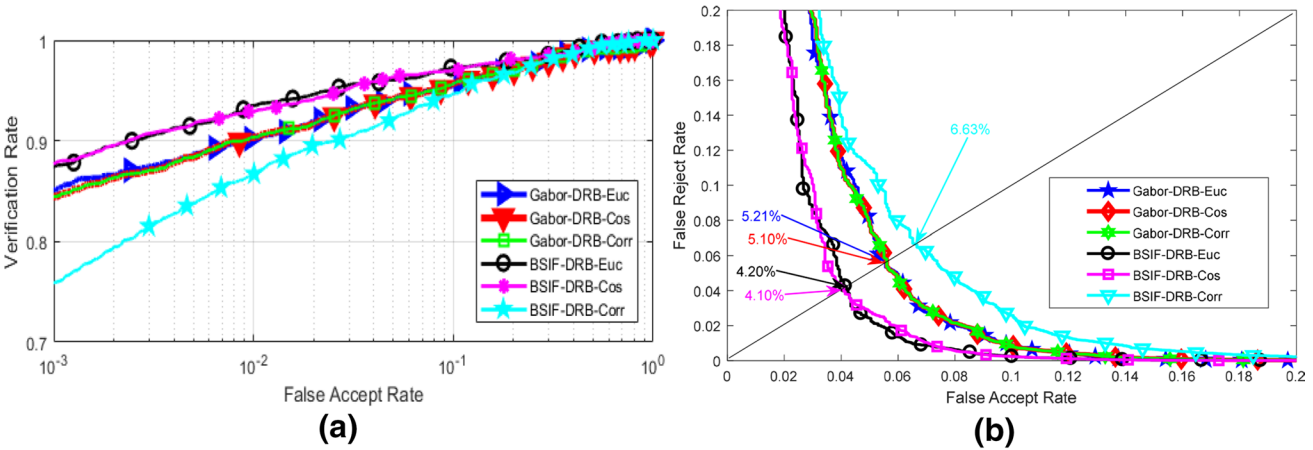 (a)
Verification Rate
1
0.9
0.8
0.7
10-3
10-2
10-1
100
False Accept Rate
Gabor-DRB-Euc
Gabor-DRB-Cos
Gabor-DRB-Corr
BSIF-DRB-Euc
BSIF-DRB-Cos
BSIF-DRB-Corr
(b)
False Reject Rate
0.2
0.18
0.16
0.14
0.12
0.1
0.08
0.06
0.04
0.02
0
0
0.02
0.04
0.06
0.08
0.1
0.12
0.14
0.16
0.18
0.2
False Accept Rate
6.63%
5.21%
5.10%
4.20%
4.10%
Gabor-DRB-Euc
Gabor-DRB-Cos
Gabor-DRB-Corr
BSIF-DRB-Euc
BSIF-DRB-Cos
BSIF-DRB-Corr